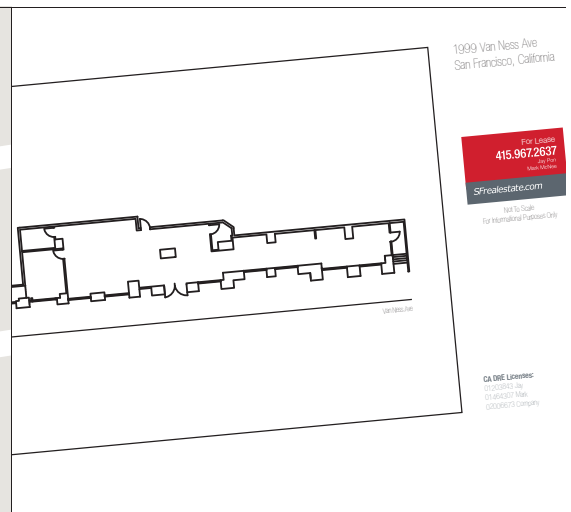 1999 Van Ness Ave
San Francisco, California
For Lease
415.967.2637
Jay Pon
Mark McNew
SFrealestate.com
Not To Scale
For Informational Purposes Only
Van Ness Ave
CA DRE Licenses:
Jay
Mark
Company